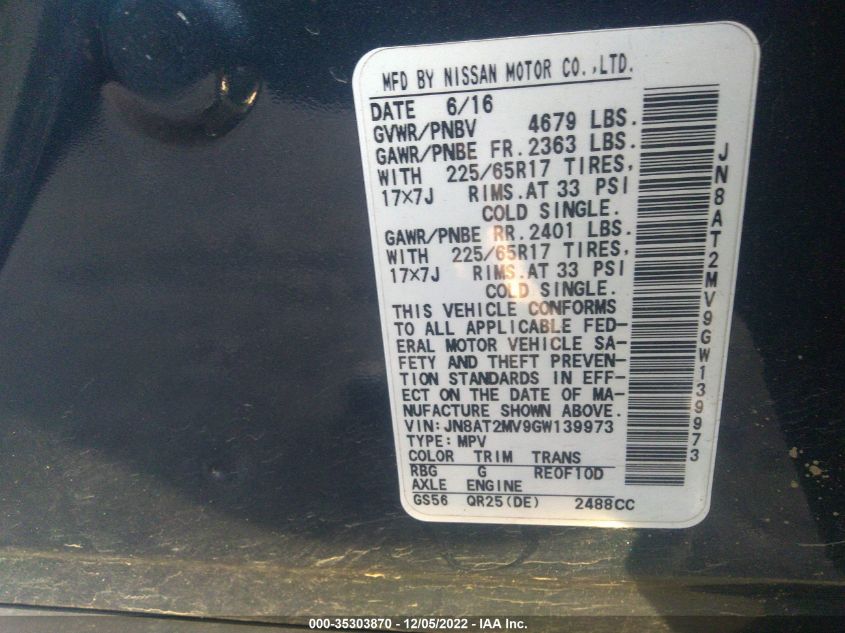 MFD BY NISSAN MOTOR CO.,LTD.
DATE 6/16
GVWR/PNBV 4679 LBS.
GAWR/PNBE FR. 2363 LBS.
WITH 225/65R17 TIRES,
17×7J RIMS.AT 33 PSI
COLD SINGLE.
GAWR/PNBE RR. 2401 LBS.
WITH 225/65R17 TIRES,
17×7J RIMS.AT 33 PSI
COLD SINGLE.
THIS VEHICLE CONFORMS
TO ALL APPLICABLE FED-
ERAL MOTOR VEHICLE SA-
FETY AND THEFT PREVEN-
TION STANDARDS IN EFF-
ECT ON THE DATE OF MA-
NUFACTURE SHOWN ABOVE.
VIN:JN8AT2MV9GW139973
TYPE:MPV
COLOR TRIM TRANS
RBG G RE0F10D
AXLE ENGINE
GS56 QR25(DE) 2488CC
JN8AT2MV9GW139973
000-35303870 - 12/05/2022 - IAA Inc.